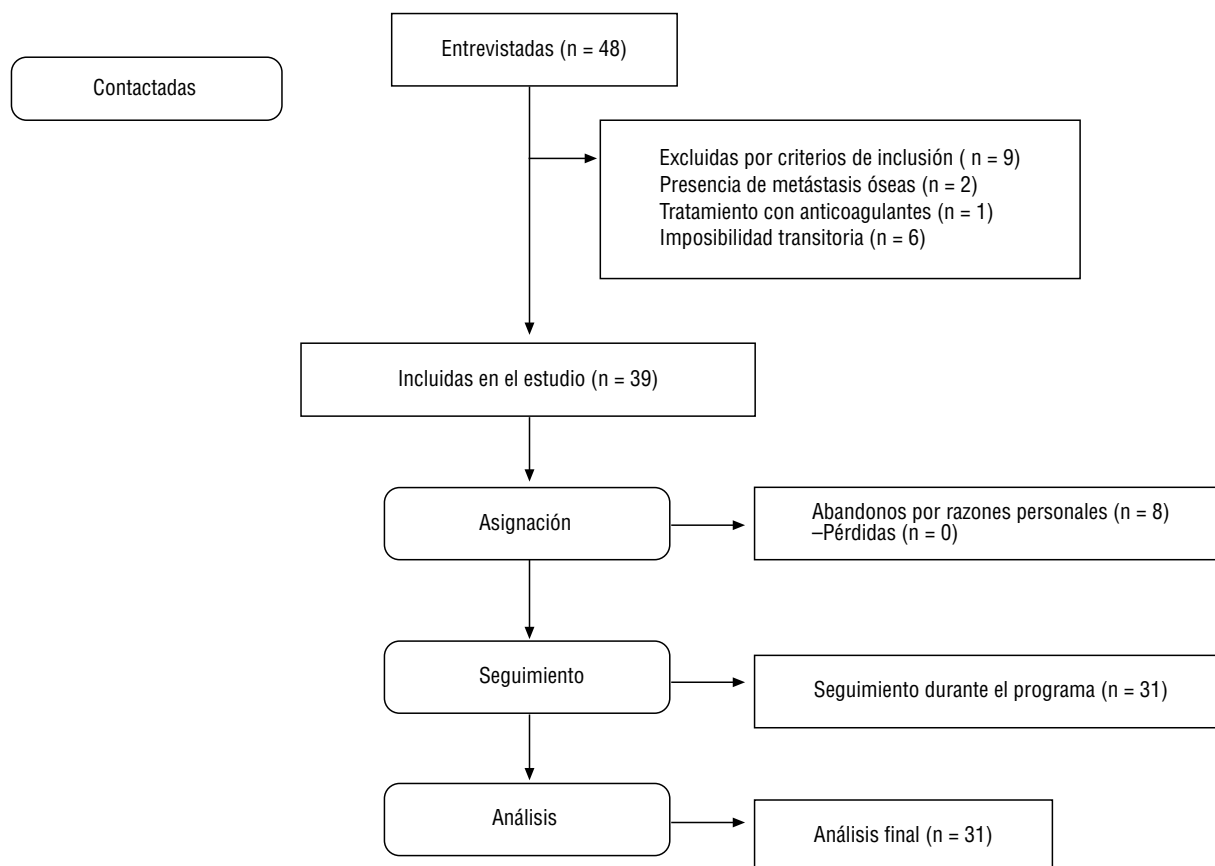 Entrevistadas (n = 48)
Contactadas
Excluidas por criterios de inclusión ( n = 9)
Presencia de metástasis óseas (n = 2)
Tratamiento con anticoagulantes (n = 1)
Imposibilidad transitoria (n = 6)
Incluidas en el estudio (n = 39)
Asignación
Abandonos por razones personales (n = 8)
–Pérdidas (n = 0)
Seguimiento
Seguimiento durante el programa (n = 31)
Análisis
Análisis final (n = 31)